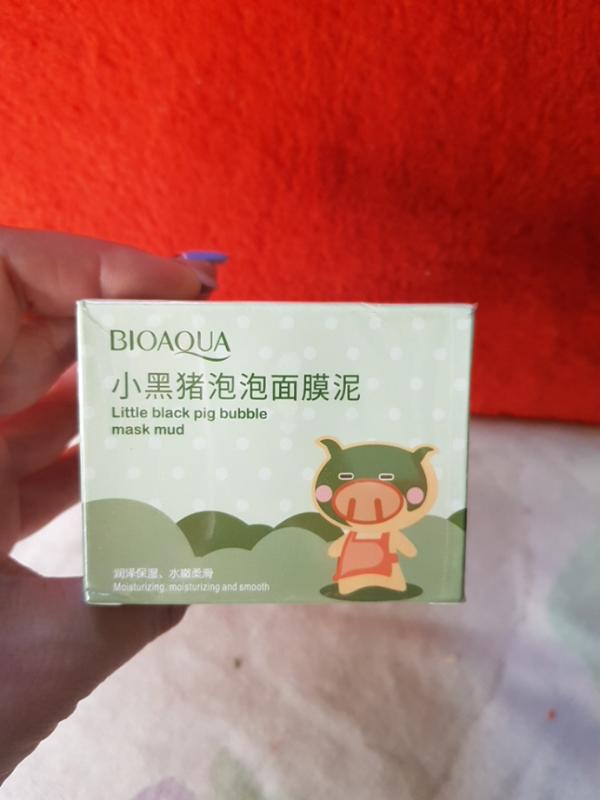 BIOAQUA
小黑猪泡泡面膜泥
Little black pig bubble
mask mud
润泽保湿、水嫩柔滑
Moisturizing, moisturizing and smooth